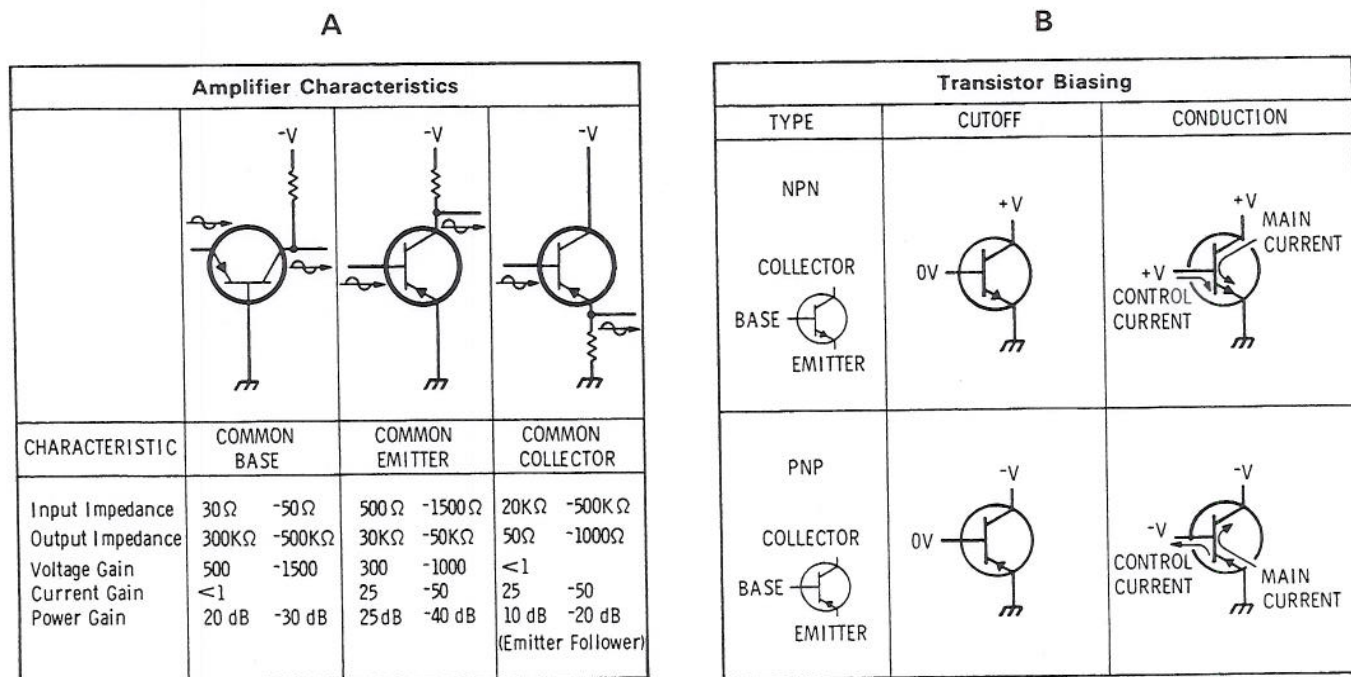 A
Amplifier Characteristics
-V -V -V
CHARACTERISTIC COMMON BASE COMMON EMITTER COMMON COLLECTOR
Input Impedance 30Ω -50Ω 500Ω -1500Ω 20KΩ -500KΩ
Output Impedance 300KΩ -500KΩ 30KΩ -50KΩ 50Ω -1000Ω
Voltage Gain 500 -1500 300 -1000 <1
Current Gain <1 25 -50 25 -50
Power Gain 20 dB -30 dB 25dB -40 dB 10 dB -20 dB
(Emitter Follower)
B
Transistor Biasing
TYPE CUTOFF CONDUCTION
NPN
COLLECTOR
BASE
EMITTER
+V
0V
+V
MAIN
CURRENT
+V
CONTROL
CURRENT
PNP
COLLECTOR
BASE
EMITTER
-V
0V
-V
-V
CONTROL
CURRENT
MAIN
CURRENT